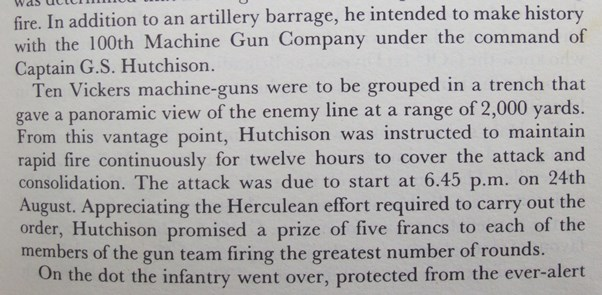 fire. In addition to an artillery barrage, he intended to make history
with the 100th Machine Gun Company under the command of
Captain G.S. Hutchison.
Ten Vickers machine-guns were to be grouped in a trench that
gave a panoramic view of the enemy line at a range of 2,000 yards.
From this vantage point, Hutchison was instructed to maintain
rapid fire continuously for twelve hours to cover the attack and
consolidation. The attack was due to start at 6.45 p.m. on 24th
August. Appreciating the Herculean effort required to carry out the
order, Hutchison promised a prize of five francs to each of the
members of the gun team firing the greatest number of rounds.
On the dot the infantry went over, protected from the ever-alert